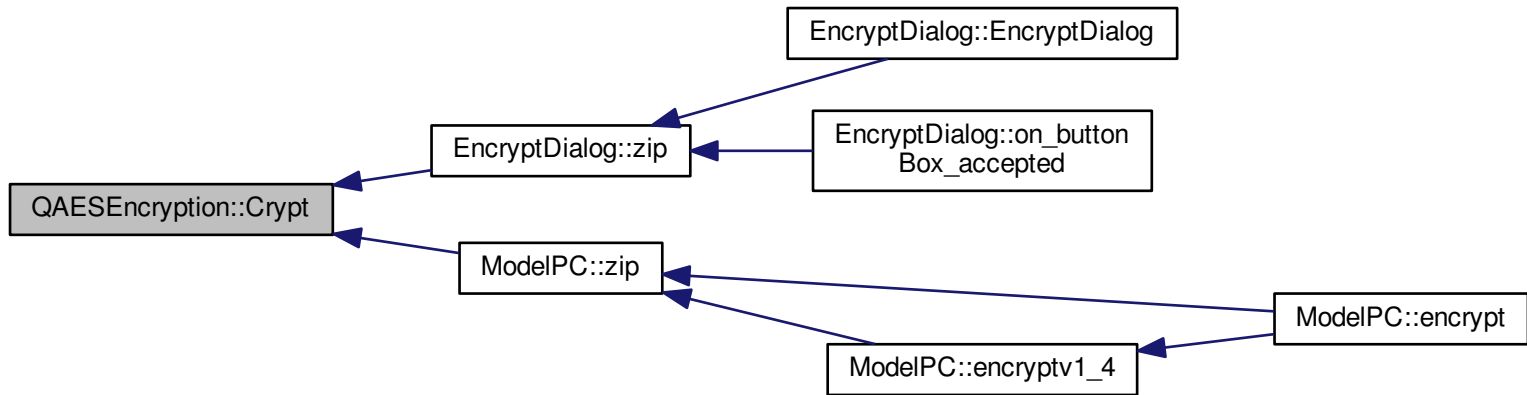 EncryptDialog::EncryptDialog
EncryptDialog::zip
EncryptDialog::on_button
Box_accepted
QAESEncryption::Crypt
ModelPC::zip
ModelPC::encrypt
ModelPC::encryptv1_4